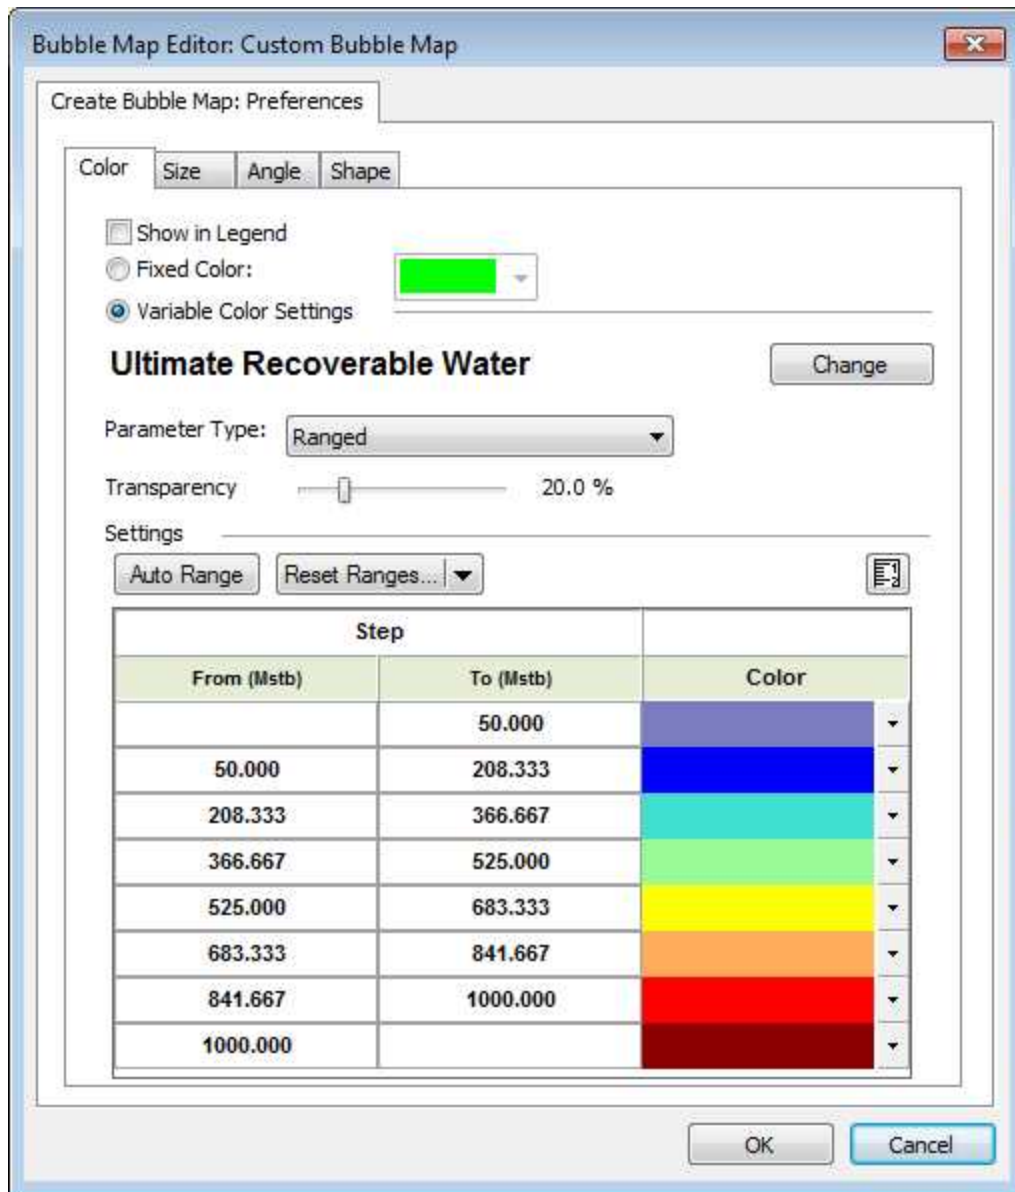 Bubble Map Editor: Custom Bubble Map
Create Bubble Map: Preferences
Color Size Angle Shape
Show in Legend
Fixed Color:
Variable Color Settings
Ultimate Recoverable Water Change
Parameter Type: Ranged
Transparency 20.0 %
Settings
Auto Range Reset Ranges... 1 2
Step
From (Mstb) To (Mstb) Color
50.000
50.000 208.333
208.333 366.667
366.667 525.000
525.000 683.333
683.333 841.667
841.667 1000.000
1000.000
OK Cancel